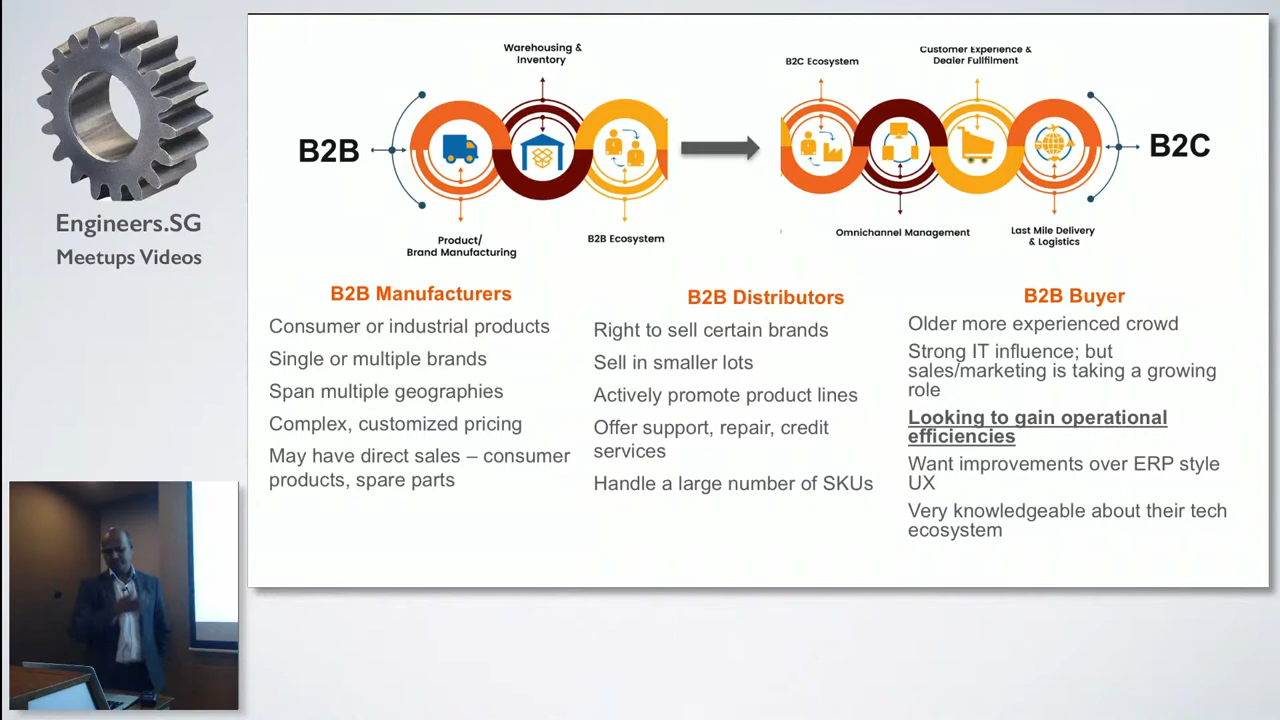 Engineers.SG
Meetups Videos
Warehousing &
Inventory
B2B
Product/
Brand Manufacturing
B2B Ecosystem
B2C Ecosystem
Customer Experience &
Dealer Fullfilment
B2C
Omnichannel Management
Last Mile Delivery
& Logistics
B2B Manufacturers
Consumer or industrial products
Single or multiple brands
Span multiple geographies
Complex, customized pricing
May have direct sales – consumer
products, spare parts
B2B Distributors
Right to sell certain brands
Sell in smaller lots
Actively promote product lines
Offer support, repair, credit
services
Handle a large number of SKUs
B2B Buyer
Older more experienced crowd
Strong IT influence; but
sales/marketing is taking a growing
role
Looking to gain operational
efficiencies
Want improvements over ERP style
UX
Very knowledgeable about their tech
ecosystem